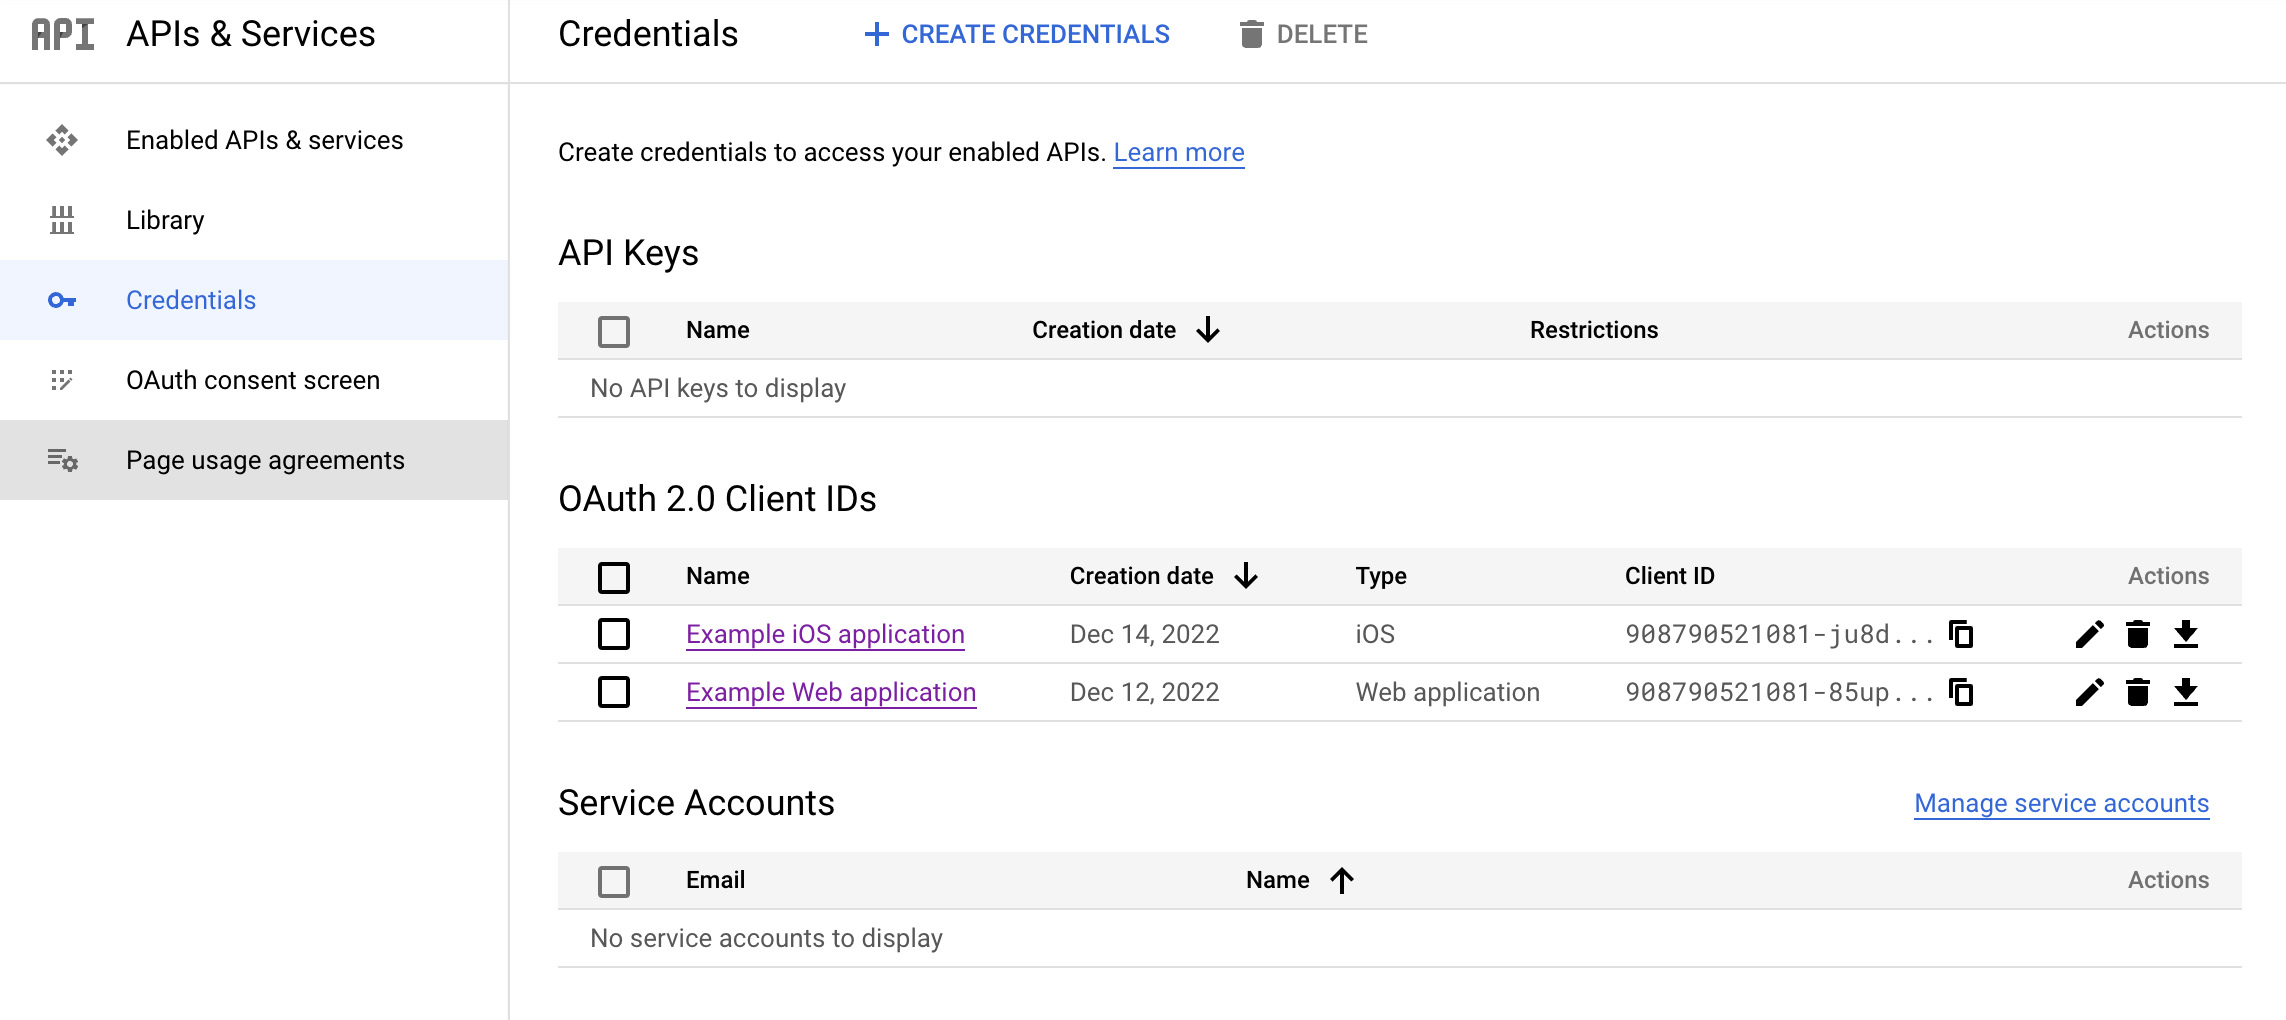 API APIs & Services
Credentials
CREATE CREDENTIALS
DELETE
Enabled APIs & services
Library
Credentials
OAuth consent screen
Page usage agreements
Create credentials to access your enabled APIs. Learn more
API Keys
Name Creation date Restrictions Actions
No API keys to display
OAuth 2.0 Client IDs
Name Creation date Type Client ID Actions
Example iOS application Dec 14, 2022 iOS 908790521081-ju8d...
Example Web application Dec 12, 2022 Web application 908790521081-85up...
Service Accounts Manage service accounts
Email Name Actions
No service accounts to display